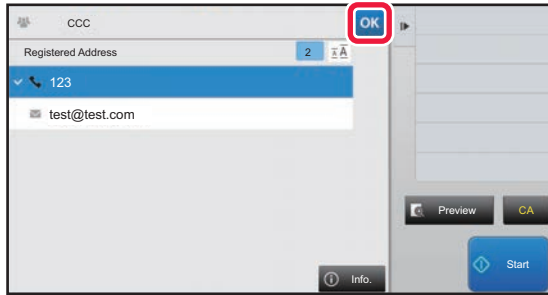 CCC
OK
Registered Address
2
A A
123
test@test.com
Preview
CA
Info.
Start